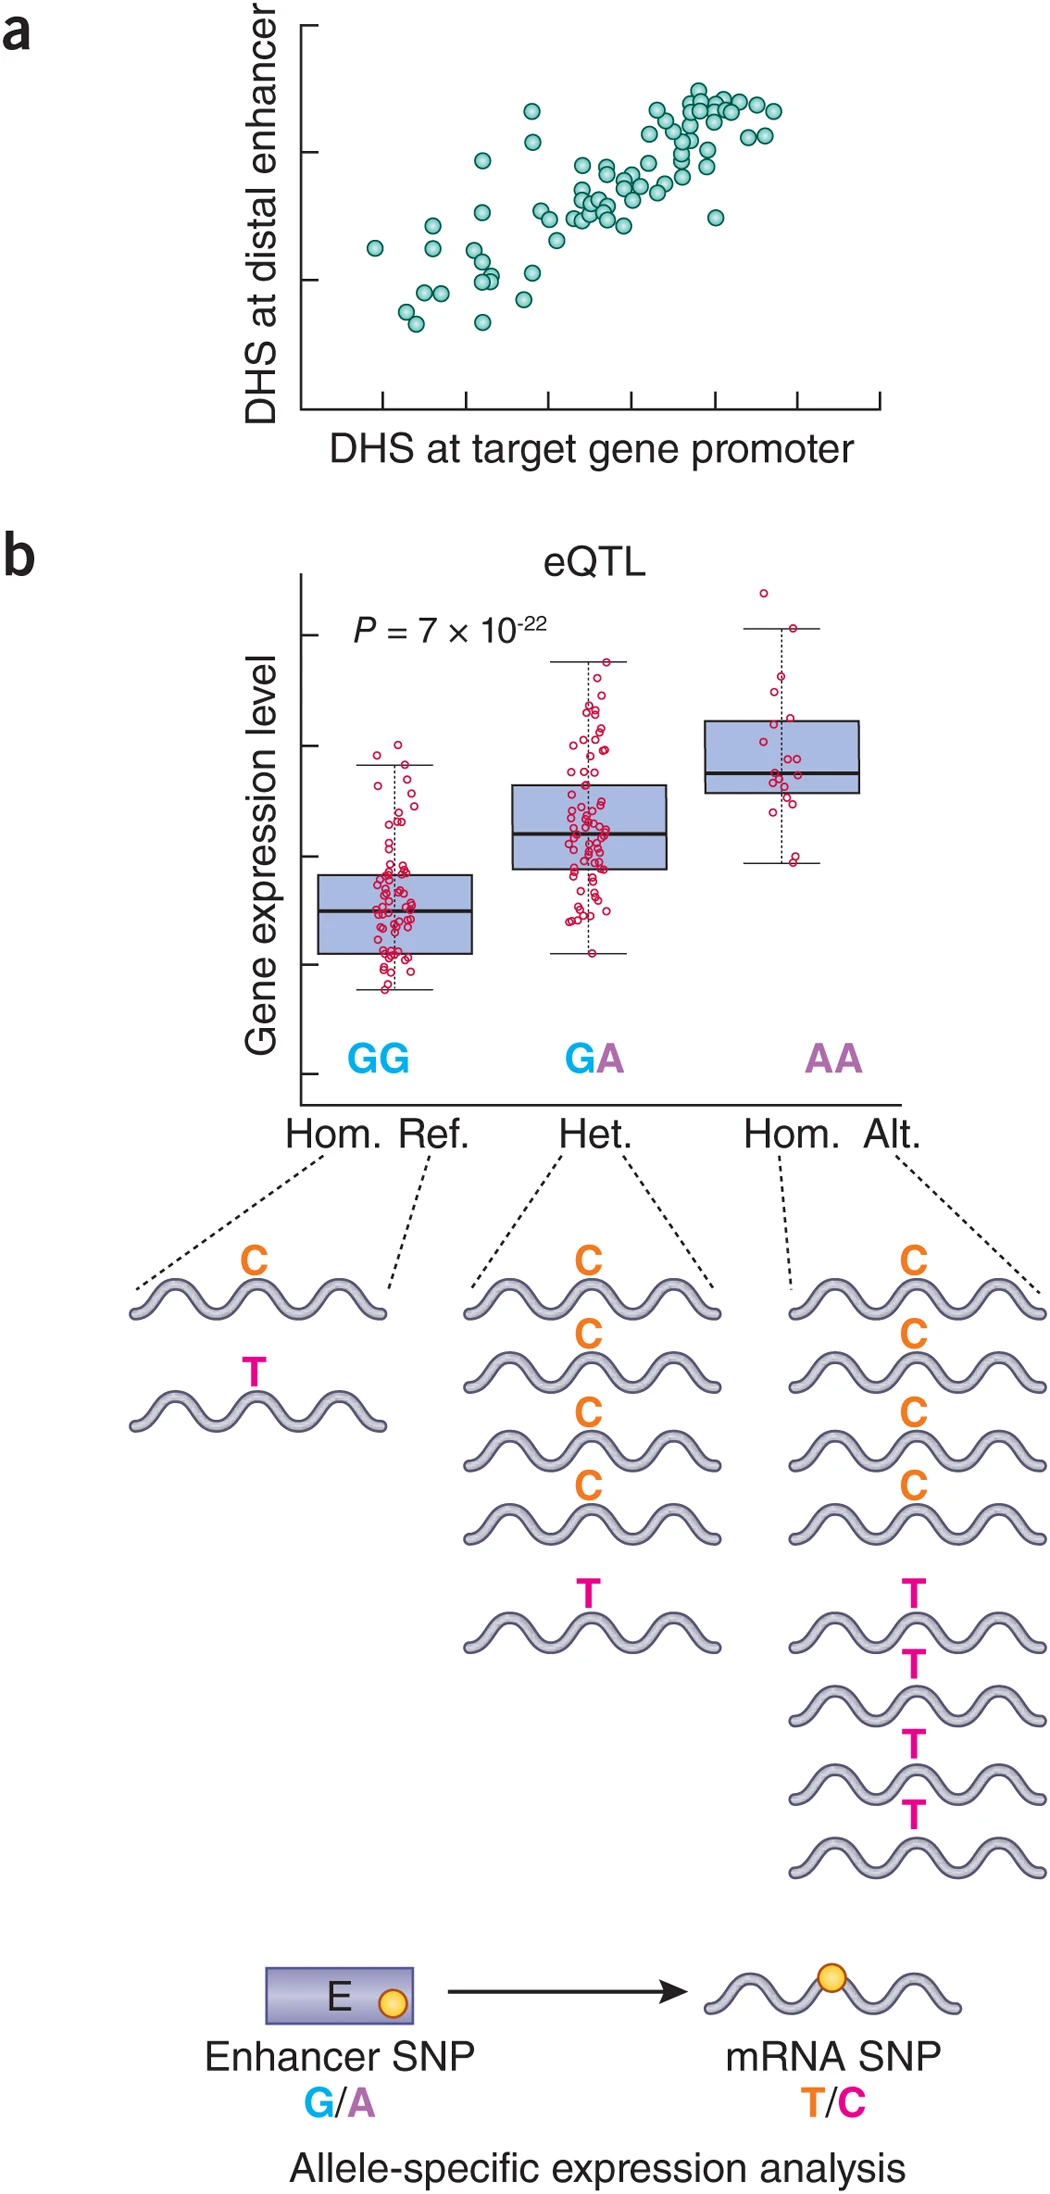 a
DHS at distal enhancer
DHS at target gene promoter
b
eQTL
P = 7 × 10-22
Gene expression level
GG GA AA
Hom. Ref. Het. Hom. Alt.
C C C
C C
T C C
C C
T T
T
T
T
E
Enhancer SNP mRNA SNP
G/A T/C
Allele-specific expression analysis